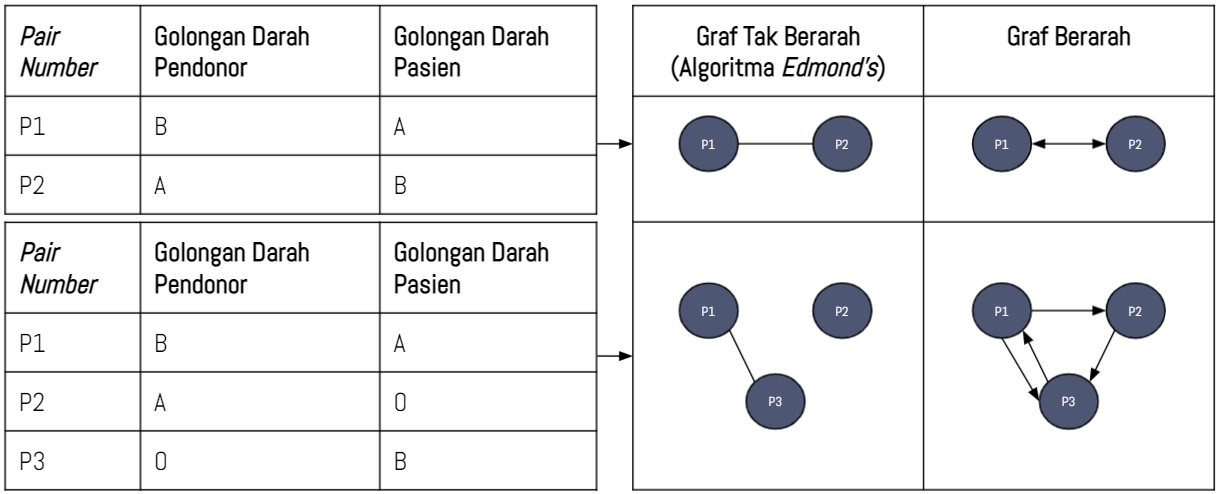 Pair Number
Golongan Darah Pendonor
Golongan Darah Pasien
P1
B
A
P2
A
B
Pair Number
Golongan Darah Pendonor
Golongan Darah Pasien
P1
B
A
P2
A
O
P3
O
B
Graf Tak Berarah
(Algoritma Edmond's)
Graf Berarah
P1
P2
P1
P2
P1
P2
P3
P1
P2
P3